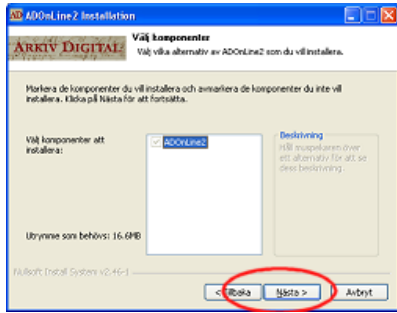 ADOnLine2 Installation
ARKIV DIGITAL
Välj komponenter
Välj vilka alternativ av ADOnLine2 som du vill installera.
Markera de komponenter du vill installera och avmarkera de komponenter du inte vill
installera. Klicka på Nästa för att fortsätta.
Välj komponenter att
installera:
ADOnLine2
Beskrivning
Håll muspekaren över
ett alternativ för att se
dess beskrivning.
Utrymme som behövs: 16.6MB
Nullsoft Install System v2.46-1
< Tillbaka
Nästa >
Avbryt